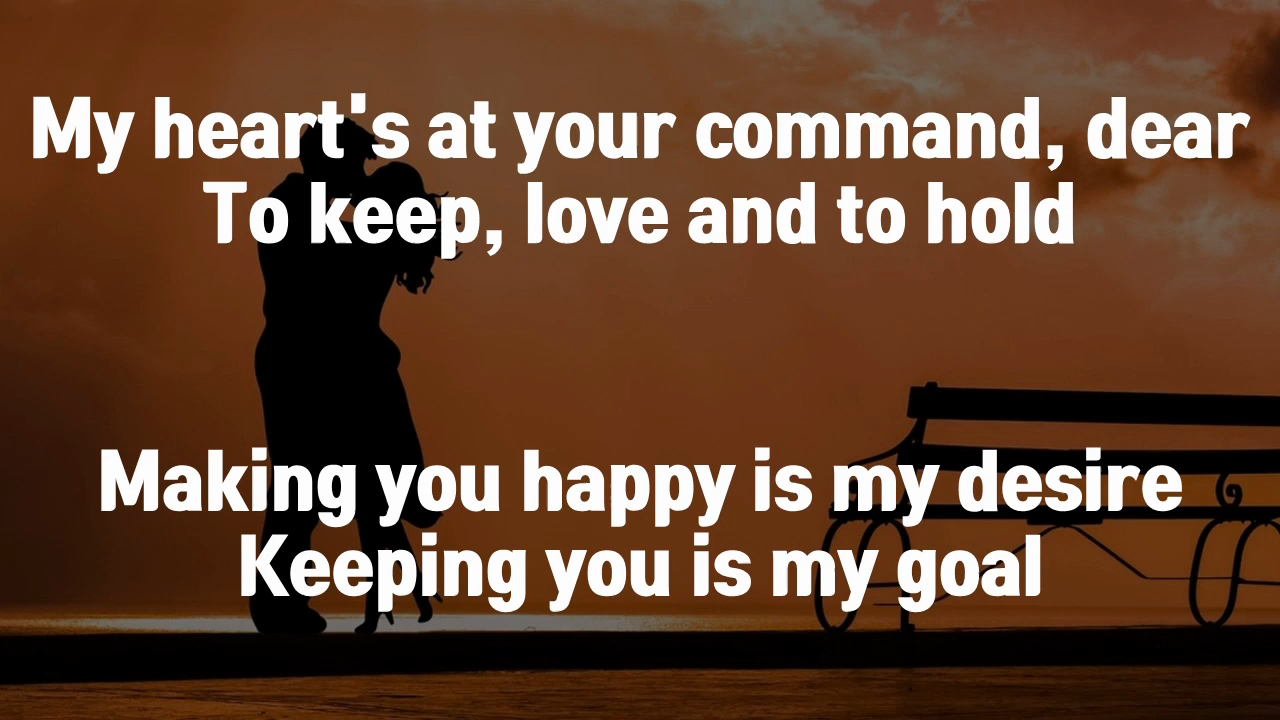 My heart's at your command, dear
To keep, love and to hold
Making you happy is my desire
Keeping you is my goal